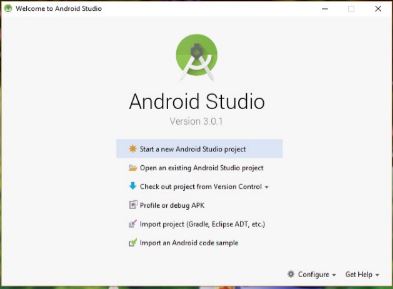 Welcome to Android Studio
Android Studio
Version 3.0.1
Start a new Android Studio project
Open an existing Android Studio project
Check out project from Version Control
Profile or debug APK
Import project (Gradle, Eclipse ADT, etc.)
Import an Android code sample
Configure Get Help